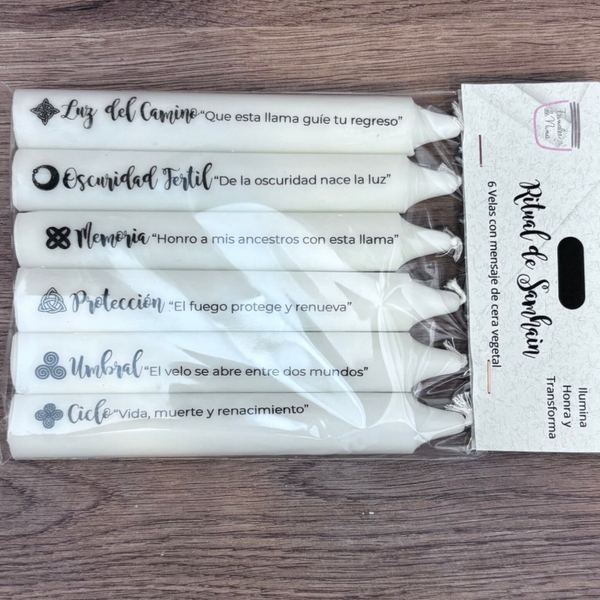 Luz del Camino "Que esta llama guíe tu regreso"
Oscuridad Fertil "De la oscuridad nace la luz"
Memoria "Honro a mis ancestros con esta llama"
Protección "El fuego protege y renueva"
Umbral "El velo se abre entre dos mundos"
Ciclo "Vida, muerte y renacimiento"
Ritual de Samhain
6 Velas con mensaje de cera vegetal
Ilumina
Honra y
Transforma